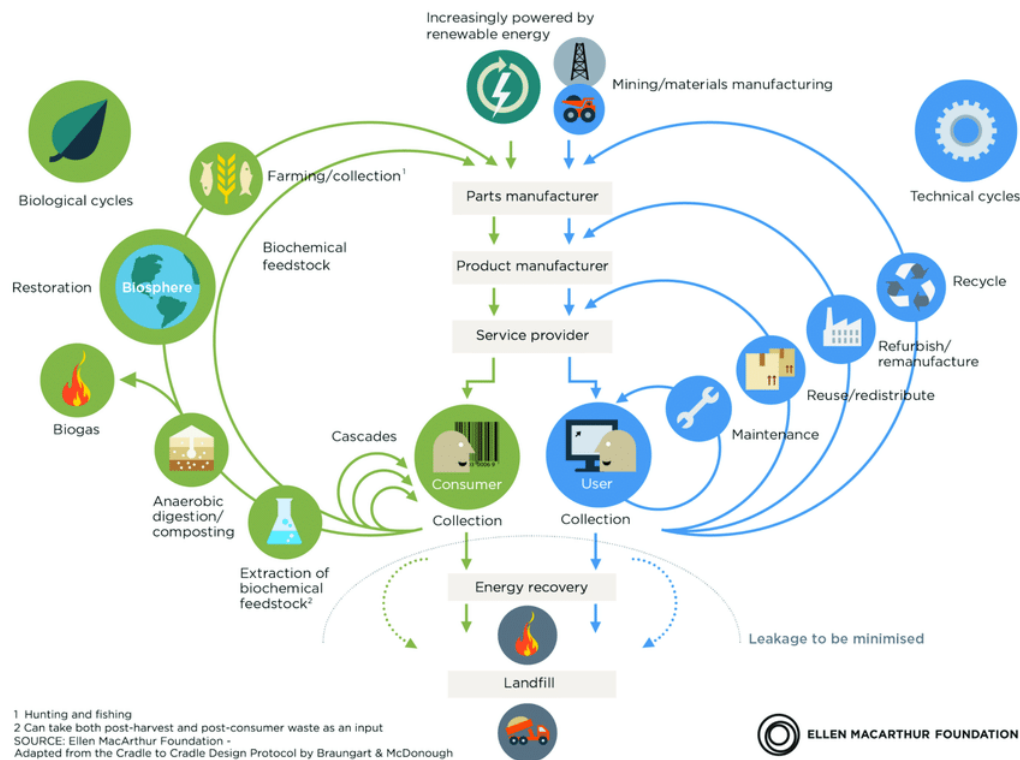 Increasingly powered by
renewable energy
Mining/materials manufacturing
Biological cycles
Technical cycles
Farming/collection¹
Parts manufacturer
Biochemical
feedstock
Product manufacturer
Restoration
Biosphere
Recycle
Service provider
Refurbish/
remanufacture
Reuse/redistribute
Biogas
Cascades
Maintenance
Consumer
User
Anaerobic
digestion/
composting
Collection
Collection
Extraction of
biochemical
feedstock²
Energy recovery
Leakage to be minimised
Landfill
1 Hunting and fishing
2 Can take both post-harvest and post-consumer waste as an input
SOURCE: Ellen MacArthur Foundation -
Adapted from the Cradle to Cradle Design Protocol by Braungart & McDonough
ELLEN MACARTHUR FOUNDATION